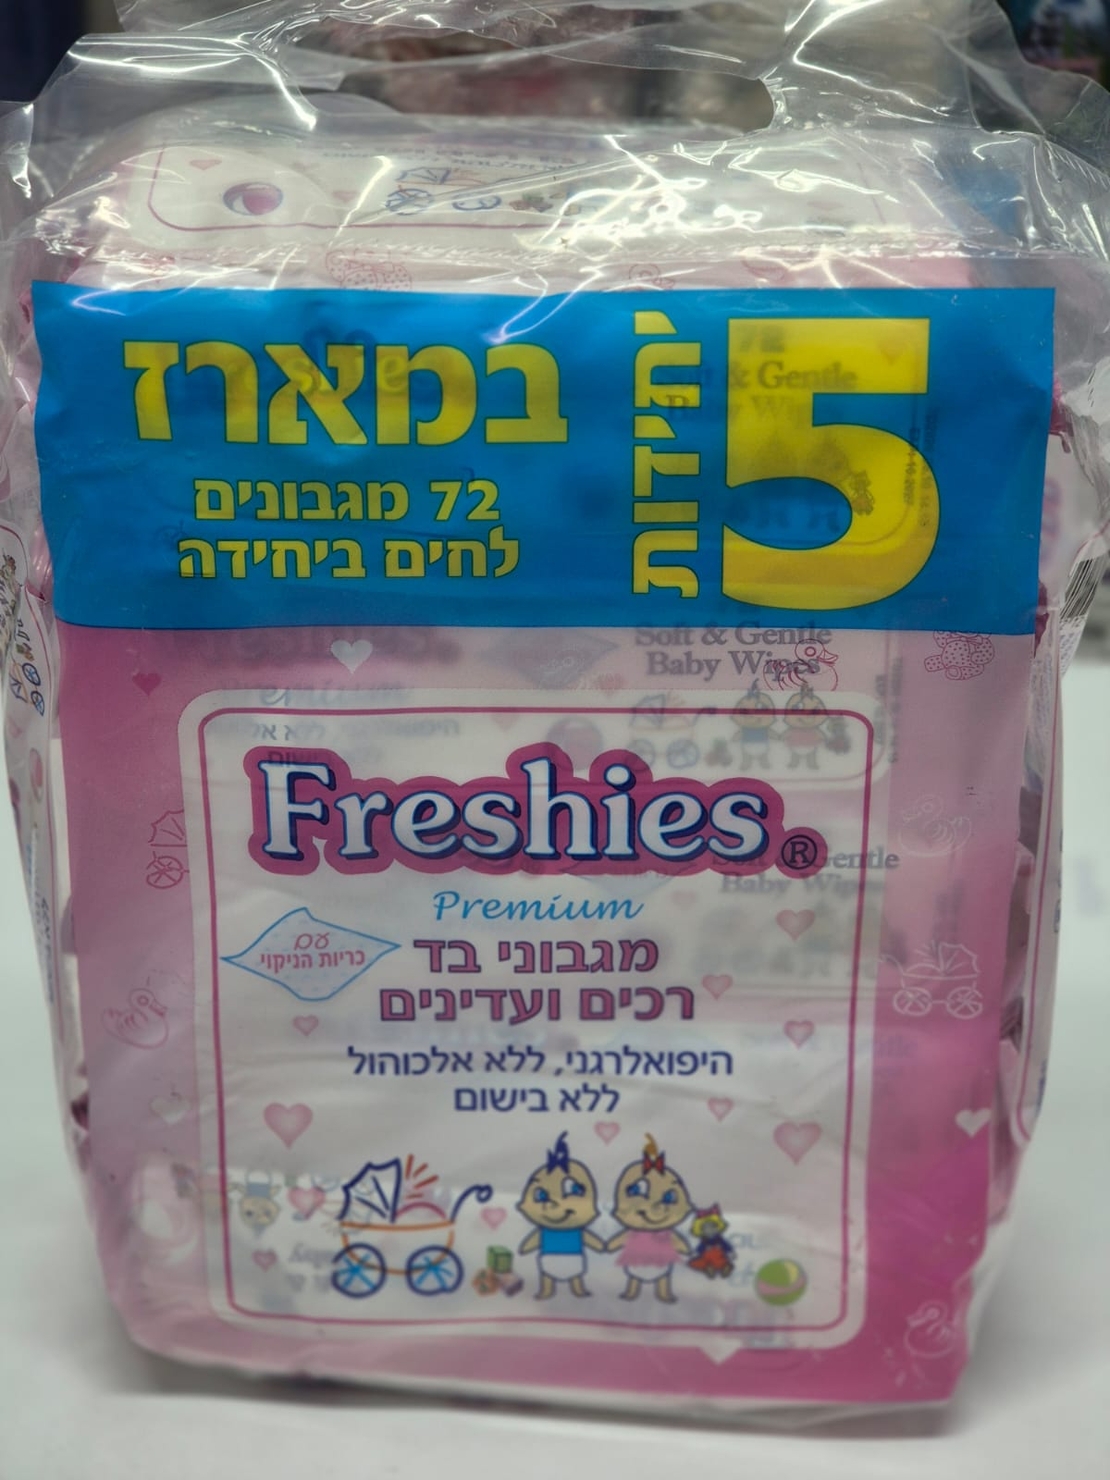 5 יחידות
במארז
72 מגבונים
לחים ביחידה
Soft & Gentle
Baby Wipes
Freshies®
Premium
עם
כריות הניקוי
מגבוני בד
רכים ועדינים
היפואלרגני, ללא אלכוהול
ללא בישום